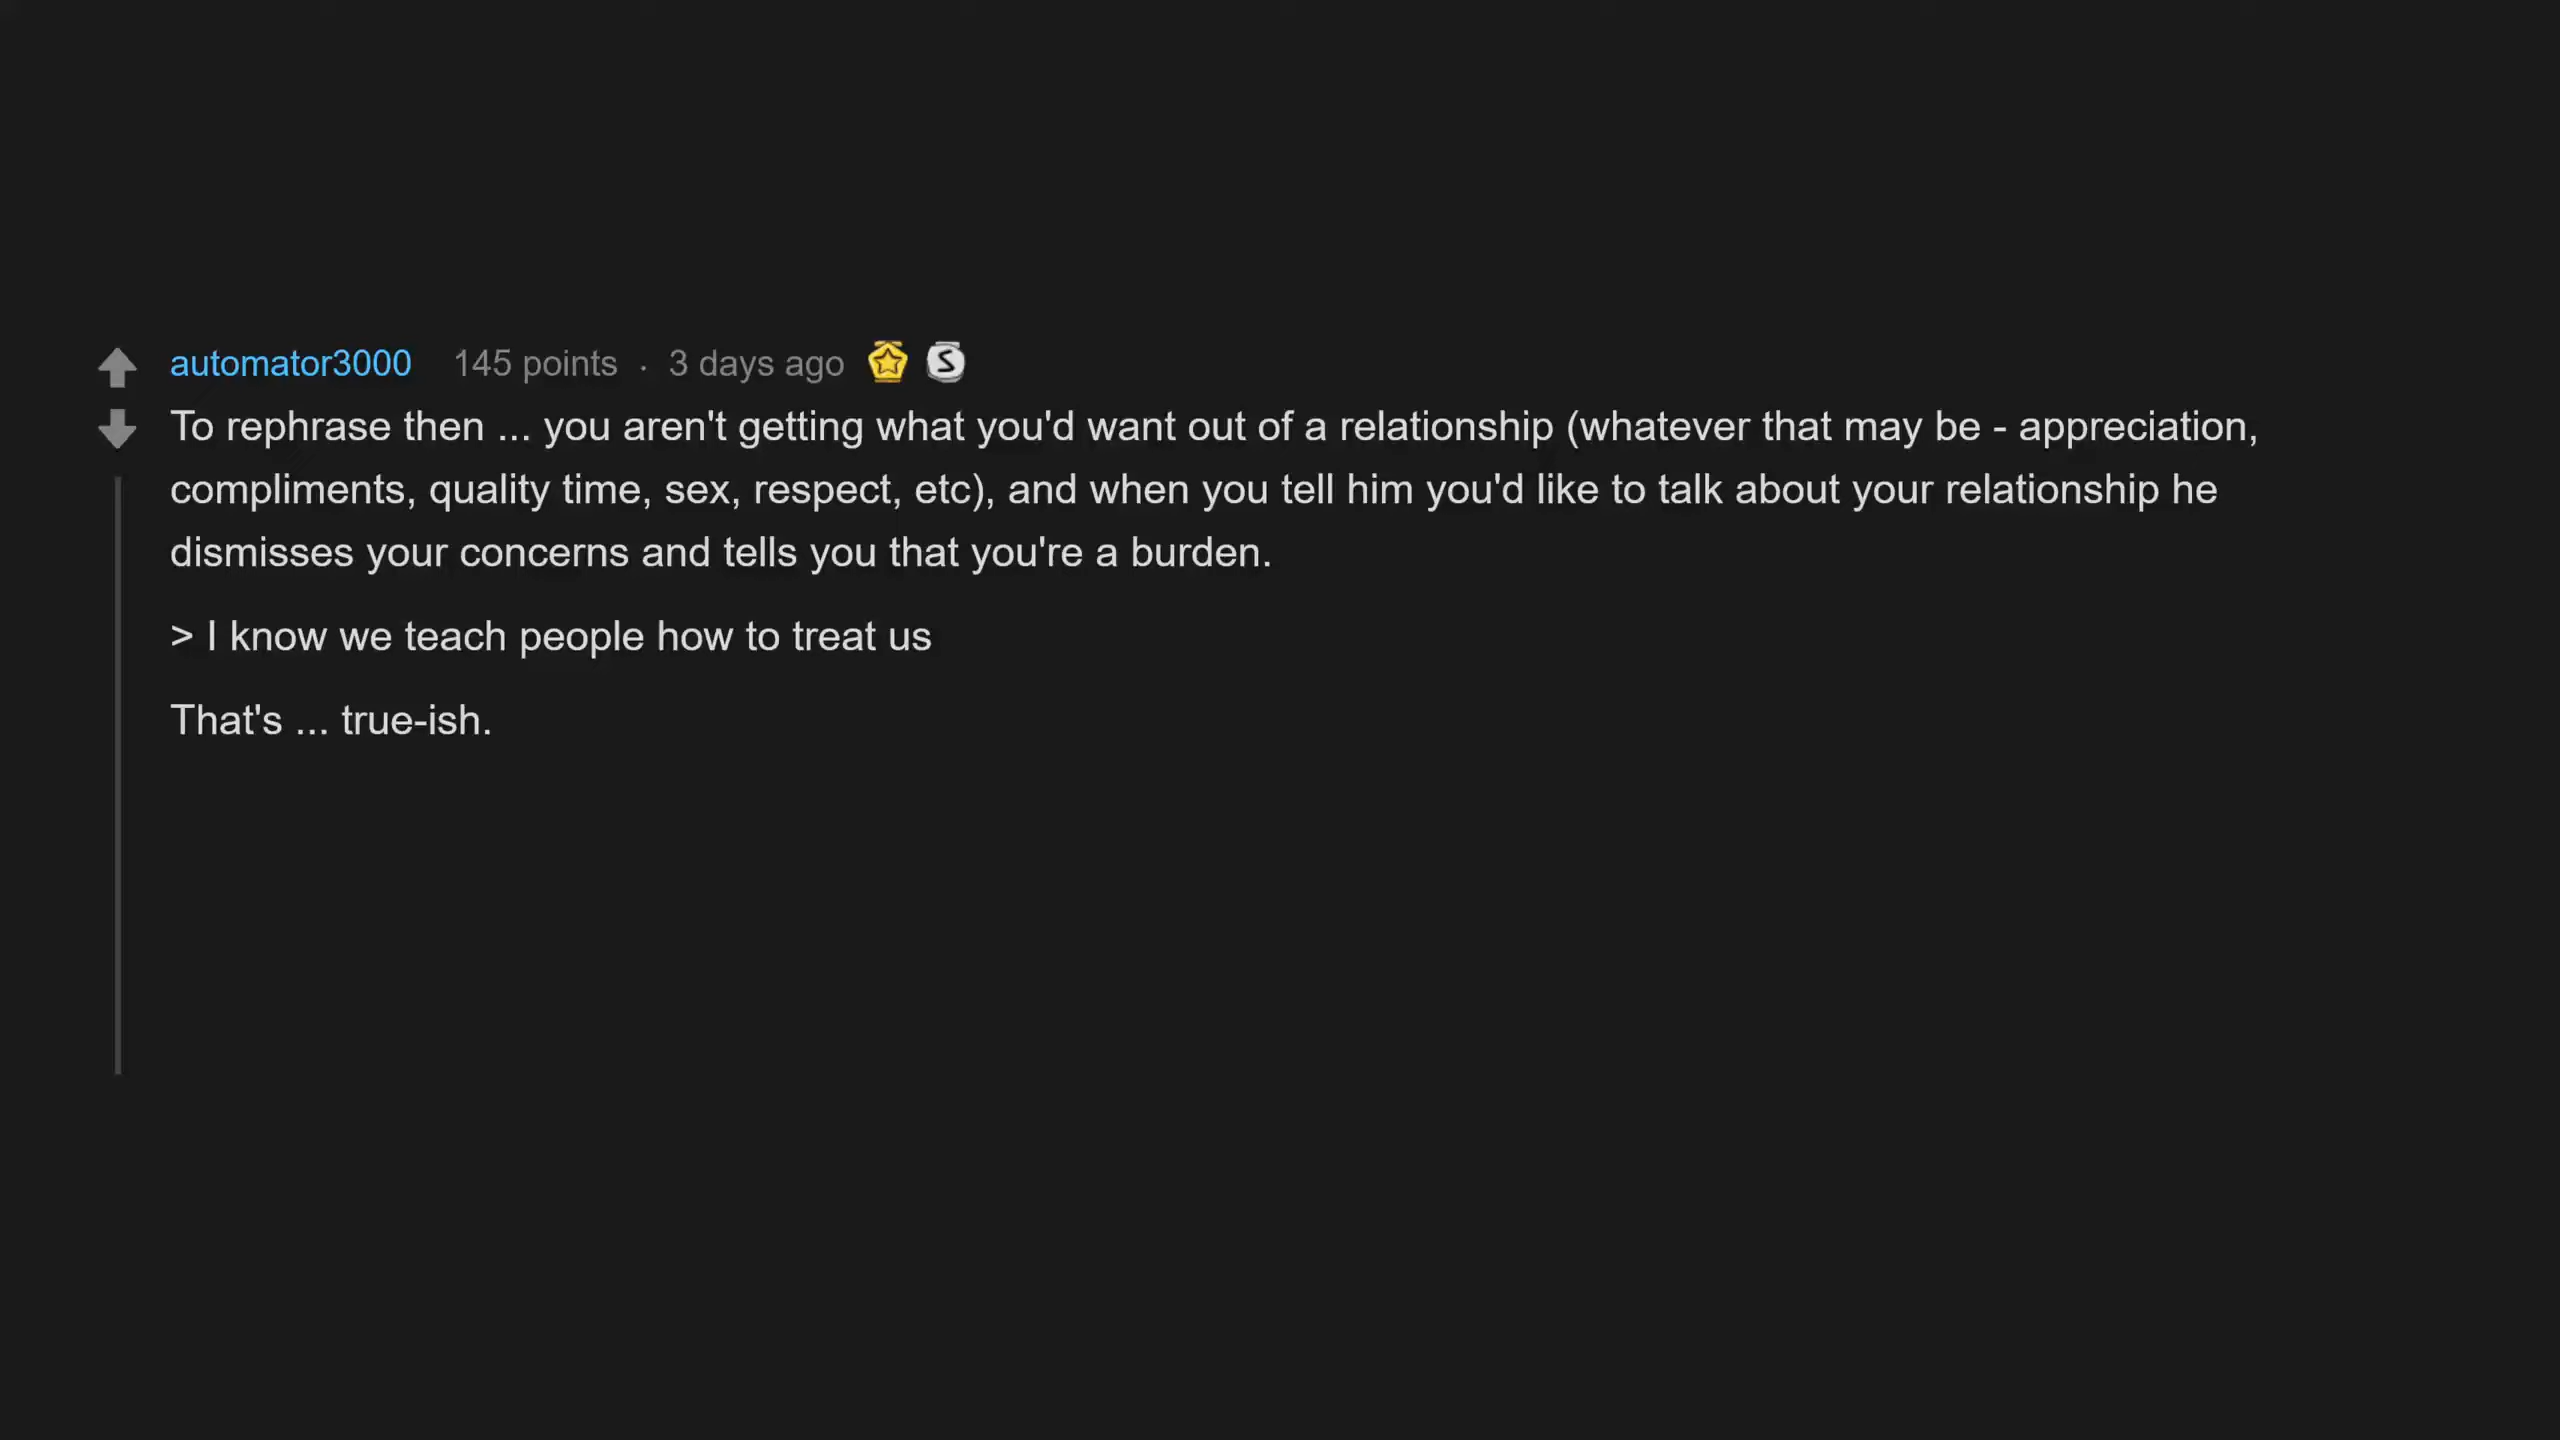 automator3000 145 points · 3 days ago
To rephrase then ... you aren't getting what you'd want out of a relationship (whatever that may be - appreciation,
compliments, quality time, sex, respect, etc), and when you tell him you'd like to talk about your relationship he
dismisses your concerns and tells you that you're a burden.
> I know we teach people how to treat us
That's ... true-ish.